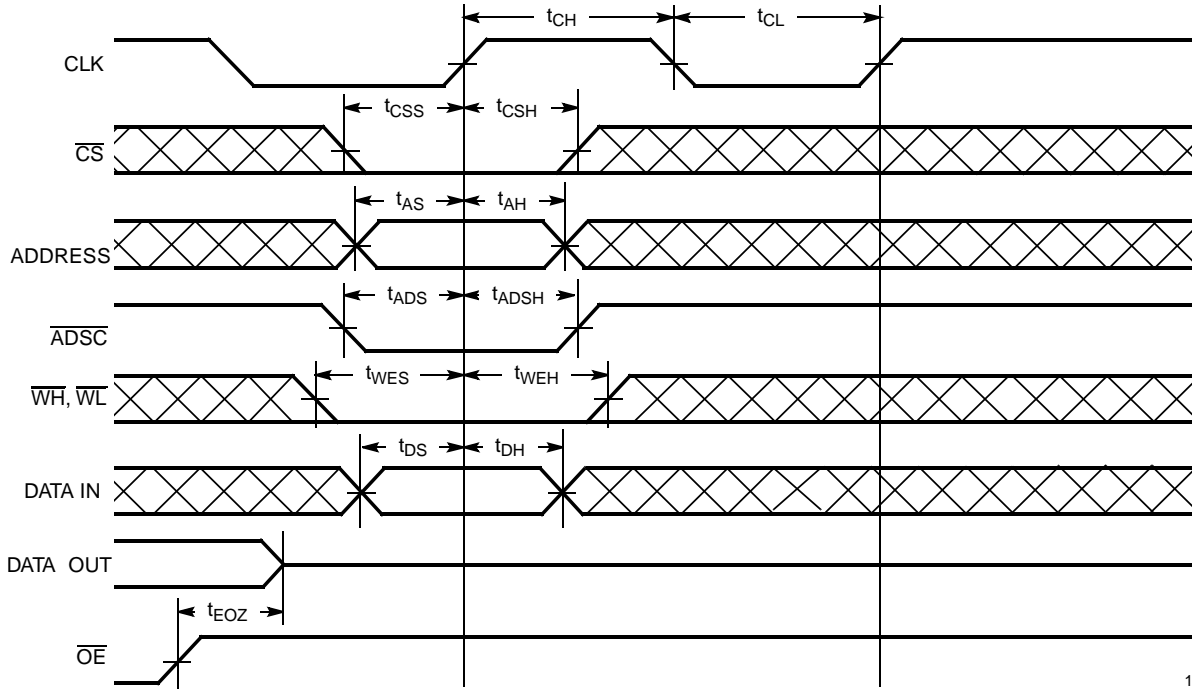 tCH tCL
CLK
tCSS tCSH
CS
tAS tAH
ADDRESS
tADS tADSH
ADSC
tWES tWEH
WH, WL
tDS tDH
DATA IN
DATA OUT
tEOZ
OE
1